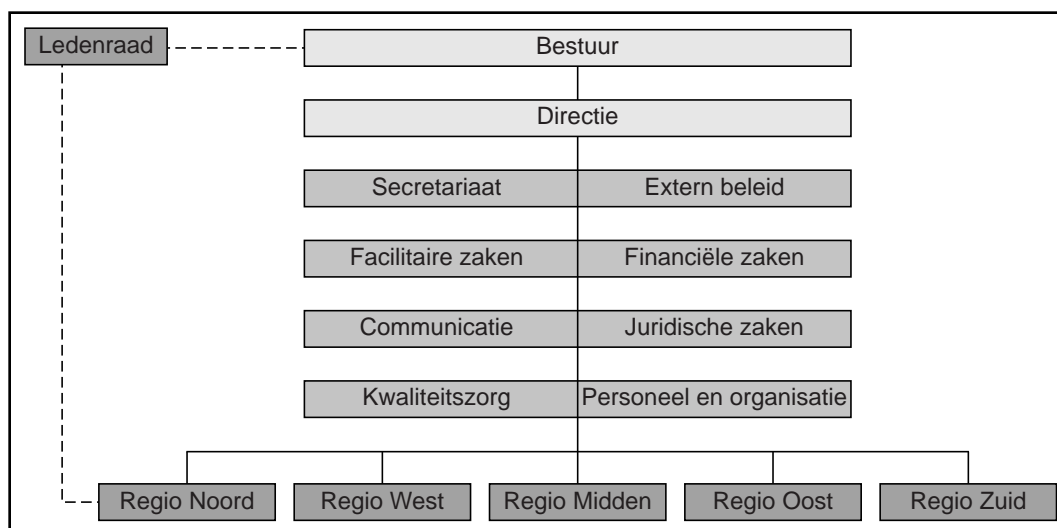 Ledenraad
Bestuur
Directie
Secretariaat
Extern beleid
Facilitaire zaken
Financiële zaken
Communicatie
Juridische zaken
Kwaliteitszorg
Personeel en organisatie
Regio Noord
Regio West
Regio Midden
Regio Oost
Regio Zuid